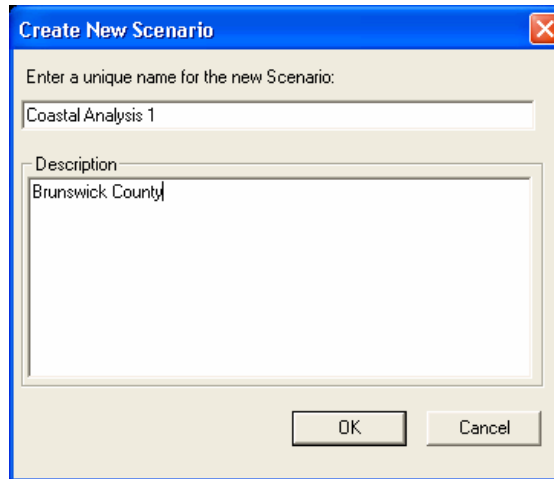 Create New Scenario
Enter a unique name for the new Scenario:
Coastal Analysis 1
Description
Brunswick County
OK
Cancel